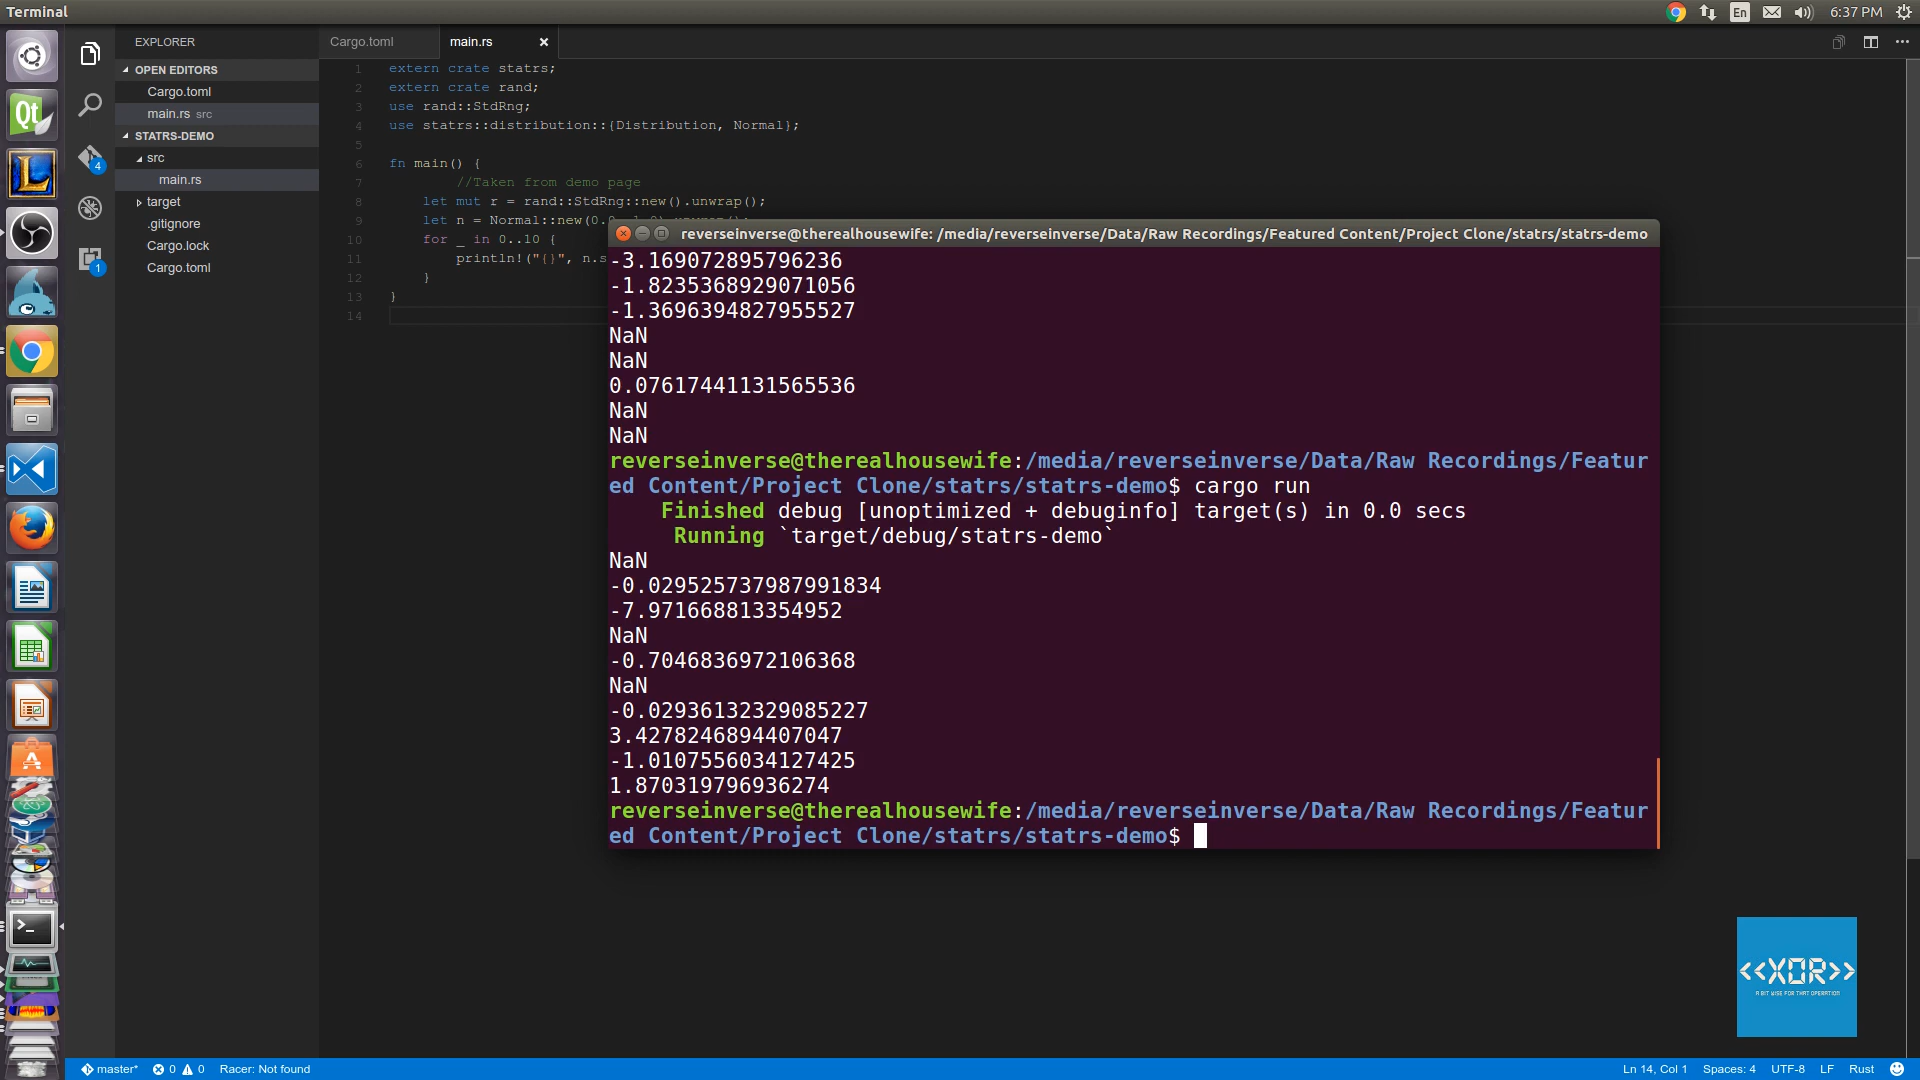 Terminal
En
6:37 PM
EXPLORER
OPEN EDITORS
Cargo.toml
main.rs src
4
STATRS-DEMO
src
main.rs
target
.gitignore
Cargo.lock
Cargo.toml
1
Cargo.toml
main.rs
1 extern crate statrs;
2 extern crate rand;
3 use rand::StdRng;
4 use statrs::distribution::{Distribution, Normal};
5
6 fn main() {
7 //Taken from demo page
8 let mut r = rand::StdRng::new().unwrap();
9 let n = Normal::new(0.0, 1.0).unwrap();
10 for _ in 0..10 {
11 println!("{}", n.s
12 }
13 }
14
reverseinverse@therealhousewife: /media/reverseinverse/Data/Raw Recordings/Featured Content/Project Clone/statrs/statrs-demo
-3.169072895796236
-1.8235368929071056
-1.3696394827955527
NaN
NaN
0.07617441131565536
NaN
NaN
reverseinverse@therealhousewife:/media/reverseinverse/Data/Raw Recordings/Featur
ed Content/Project Clone/statrs/statrs-demo$ cargo run
Finished debug [unoptimized + debuginfo] target(s) in 0.0 secs
Running `target/debug/statrs-demo`
NaN
-0.029525737987991834
-7.971668813354952
NaN
-0.7046836972106368
NaN
-0.02936132329085227
3.4278246894407047
-1.0107556034127425
1.870319796936274
reverseinverse@therealhousewife:/media/reverseinverse/Data/Raw Recordings/Featur
ed Content/Project Clone/statrs/statrs-demo$
<<XOR>>
A BIT WISE FOR THAT OPERATION
master* 0 0 Racer: Not found
Ln 14, Col 1 Spaces: 4 UTF-8 LF Rust